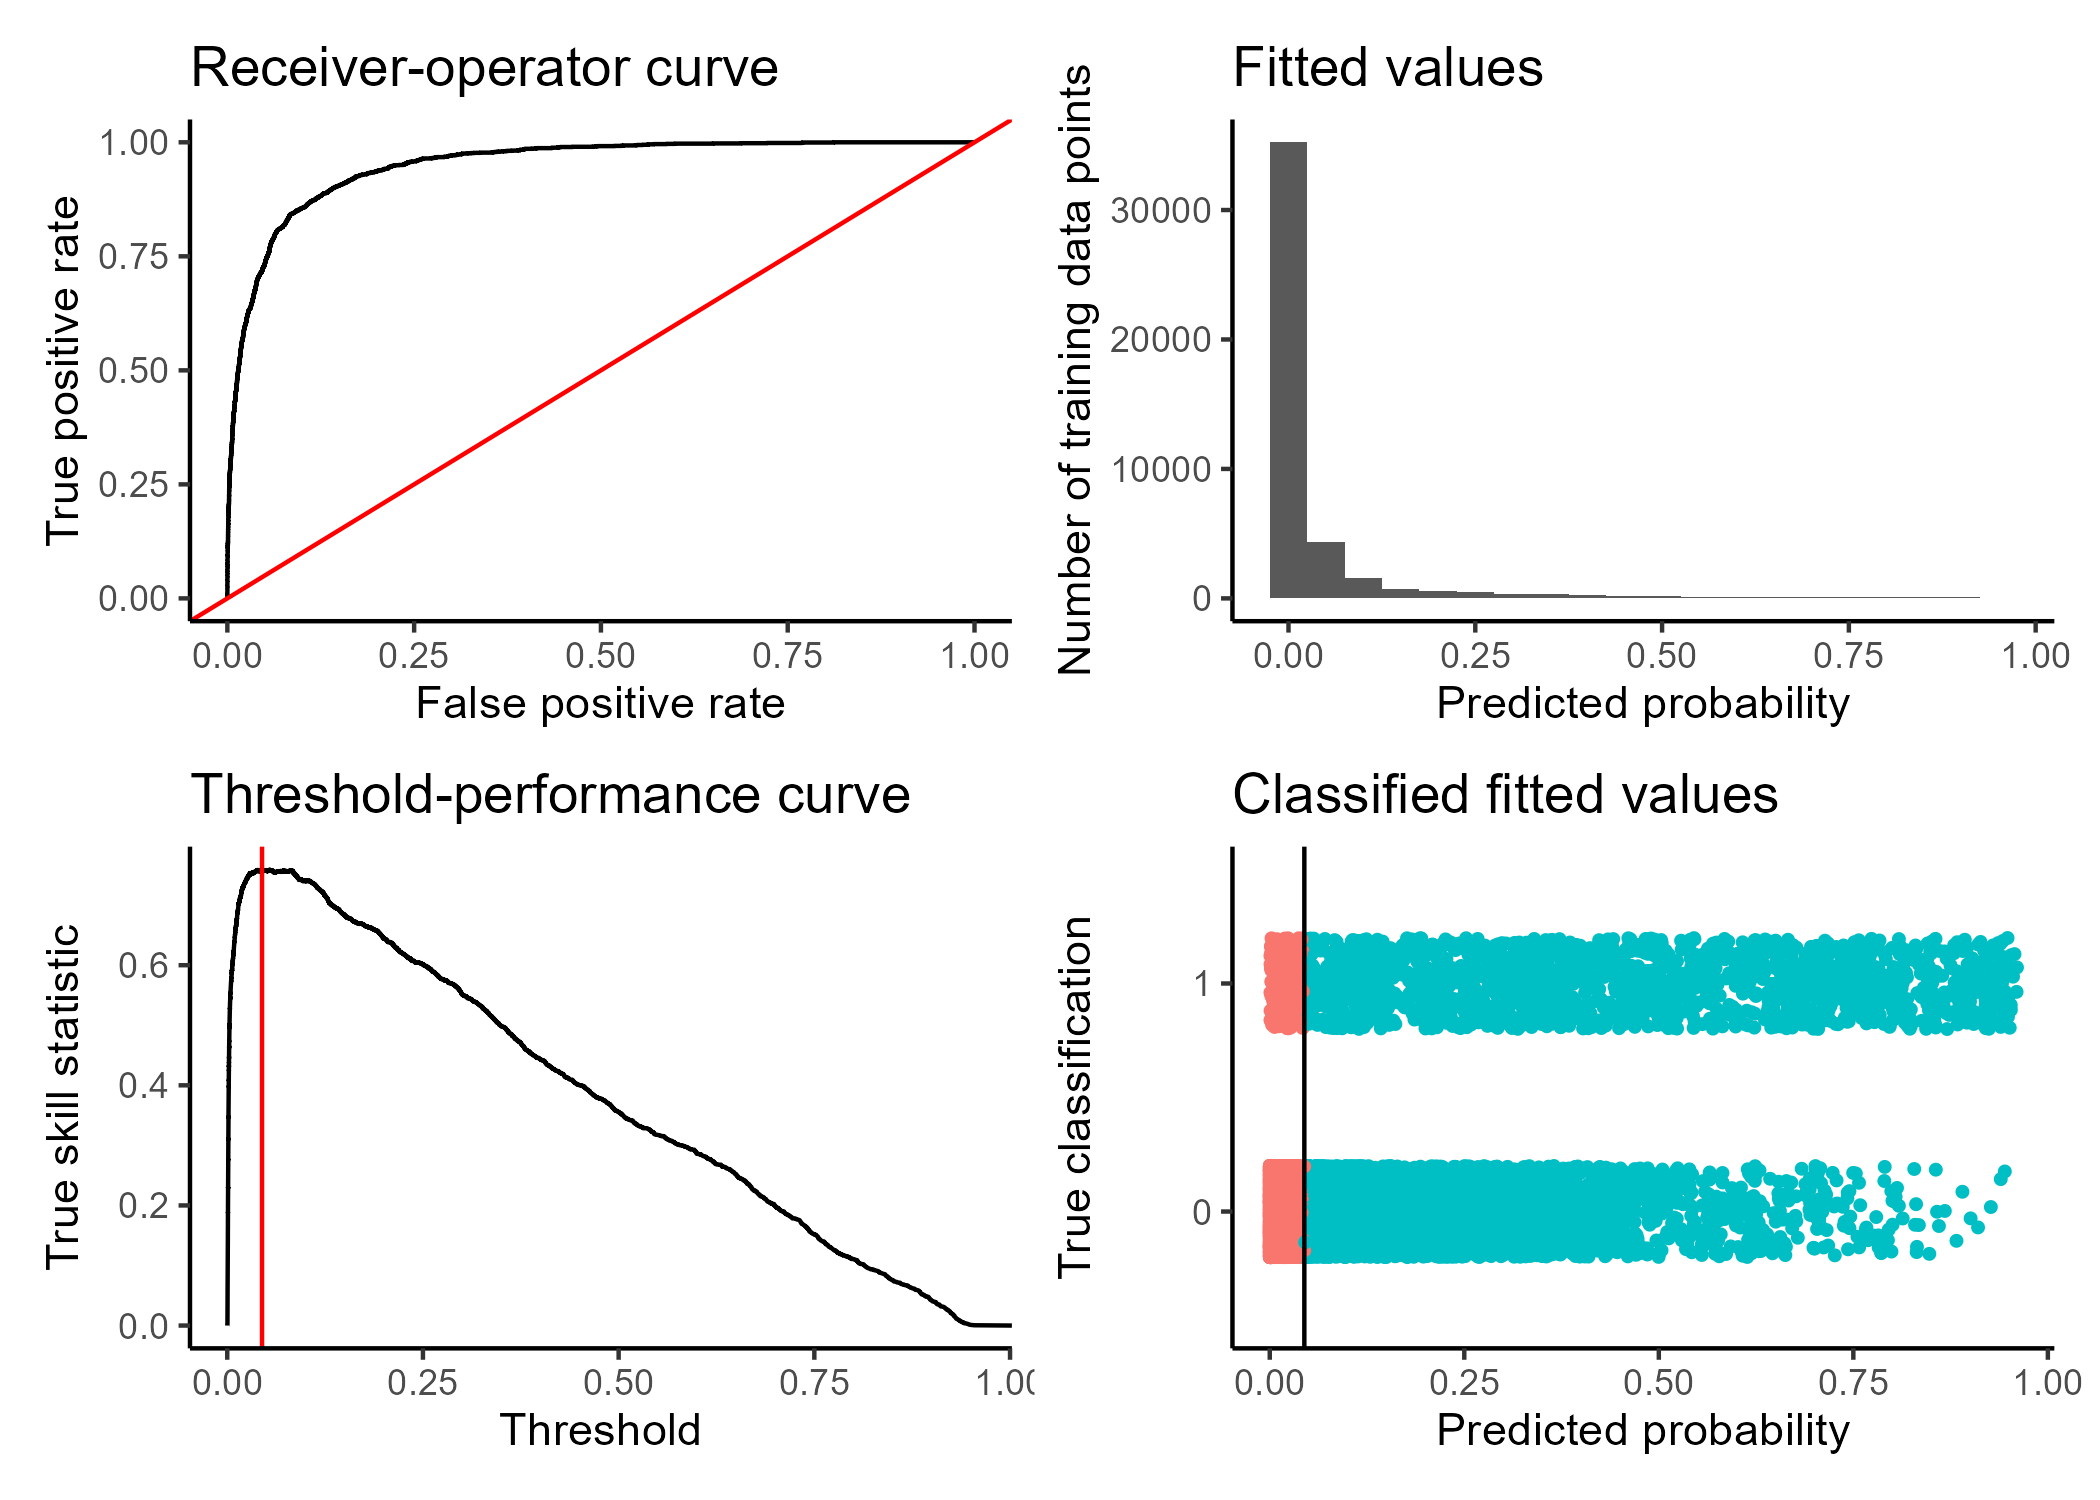 Receiver-operator curve
True positive rate
1.00
0.75
0.50
0.25
0.00
0.00 0.25 0.50 0.75 1.00
False positive rate
Fitted values
Number of training data points
30000
20000
10000
0
0.00 0.25 0.50 0.75 1.00
Predicted probability
Threshold-performance curve
True skill statistic
0.6
0.4
0.2
0.0
0.00 0.25 0.50 0.75 1.00
Threshold
Classified fitted values
True classification
1
0
0.00 0.25 0.50 0.75 1.00
Predicted probability